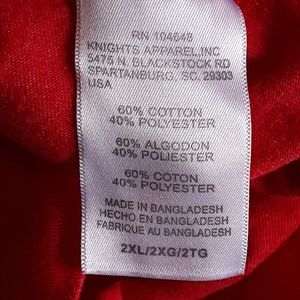 RN 104648
KNIGHTS APPAREL,INC
5475 N. BLACKSTOCK RD
SPARTANBURG, SC. 29303
USA
60% COTTON
40% POLYESTER
60% ALGODON
40% POLIESTER
60% COTON
40% POLYESTER
MADE IN BANGLADESH
HECHO EN BANGLADESH
FABRIQUE AU BANGLADESH
2XL/2XG/2TG